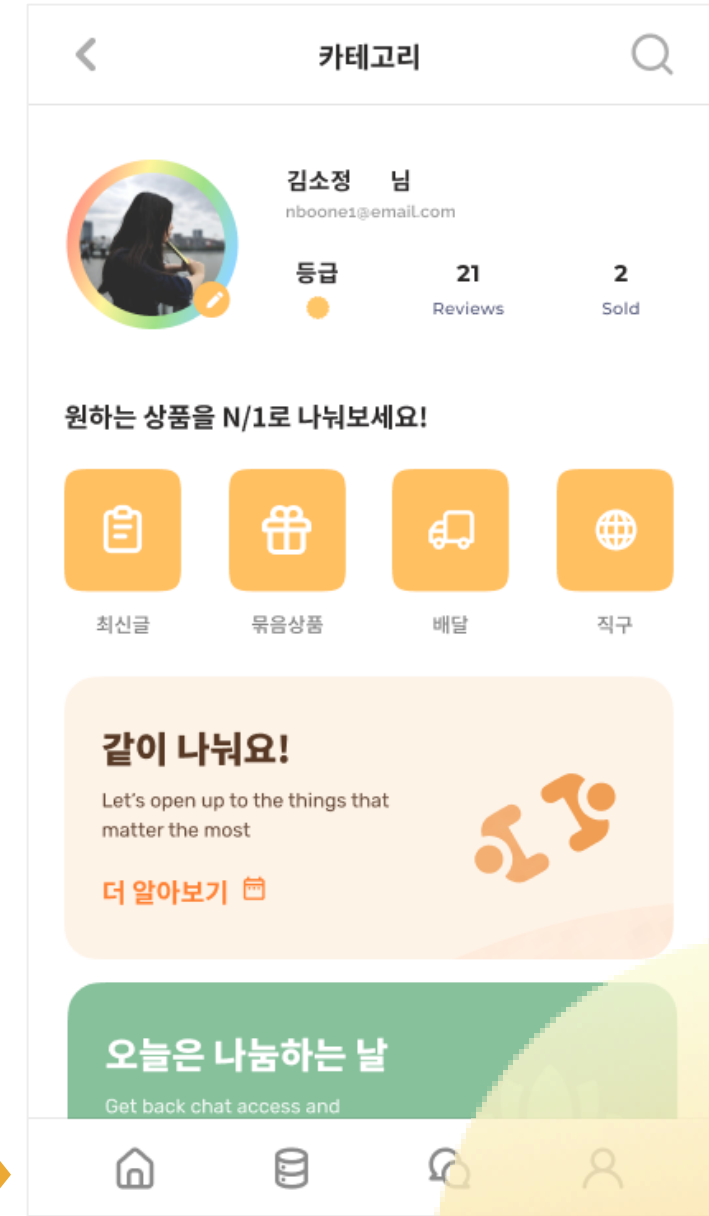 카테고리
김소정 님
nboone1@email.com
등급 21 2
Reviews Sold
원하는 상품을 N/1로 나눠보세요!
최신글 묶음상품 배달 직구
같이 나눠요!
Let's open up to the things that
matter the most
더 알아보기
오늘은 나눔하는 날
Get back chat access and